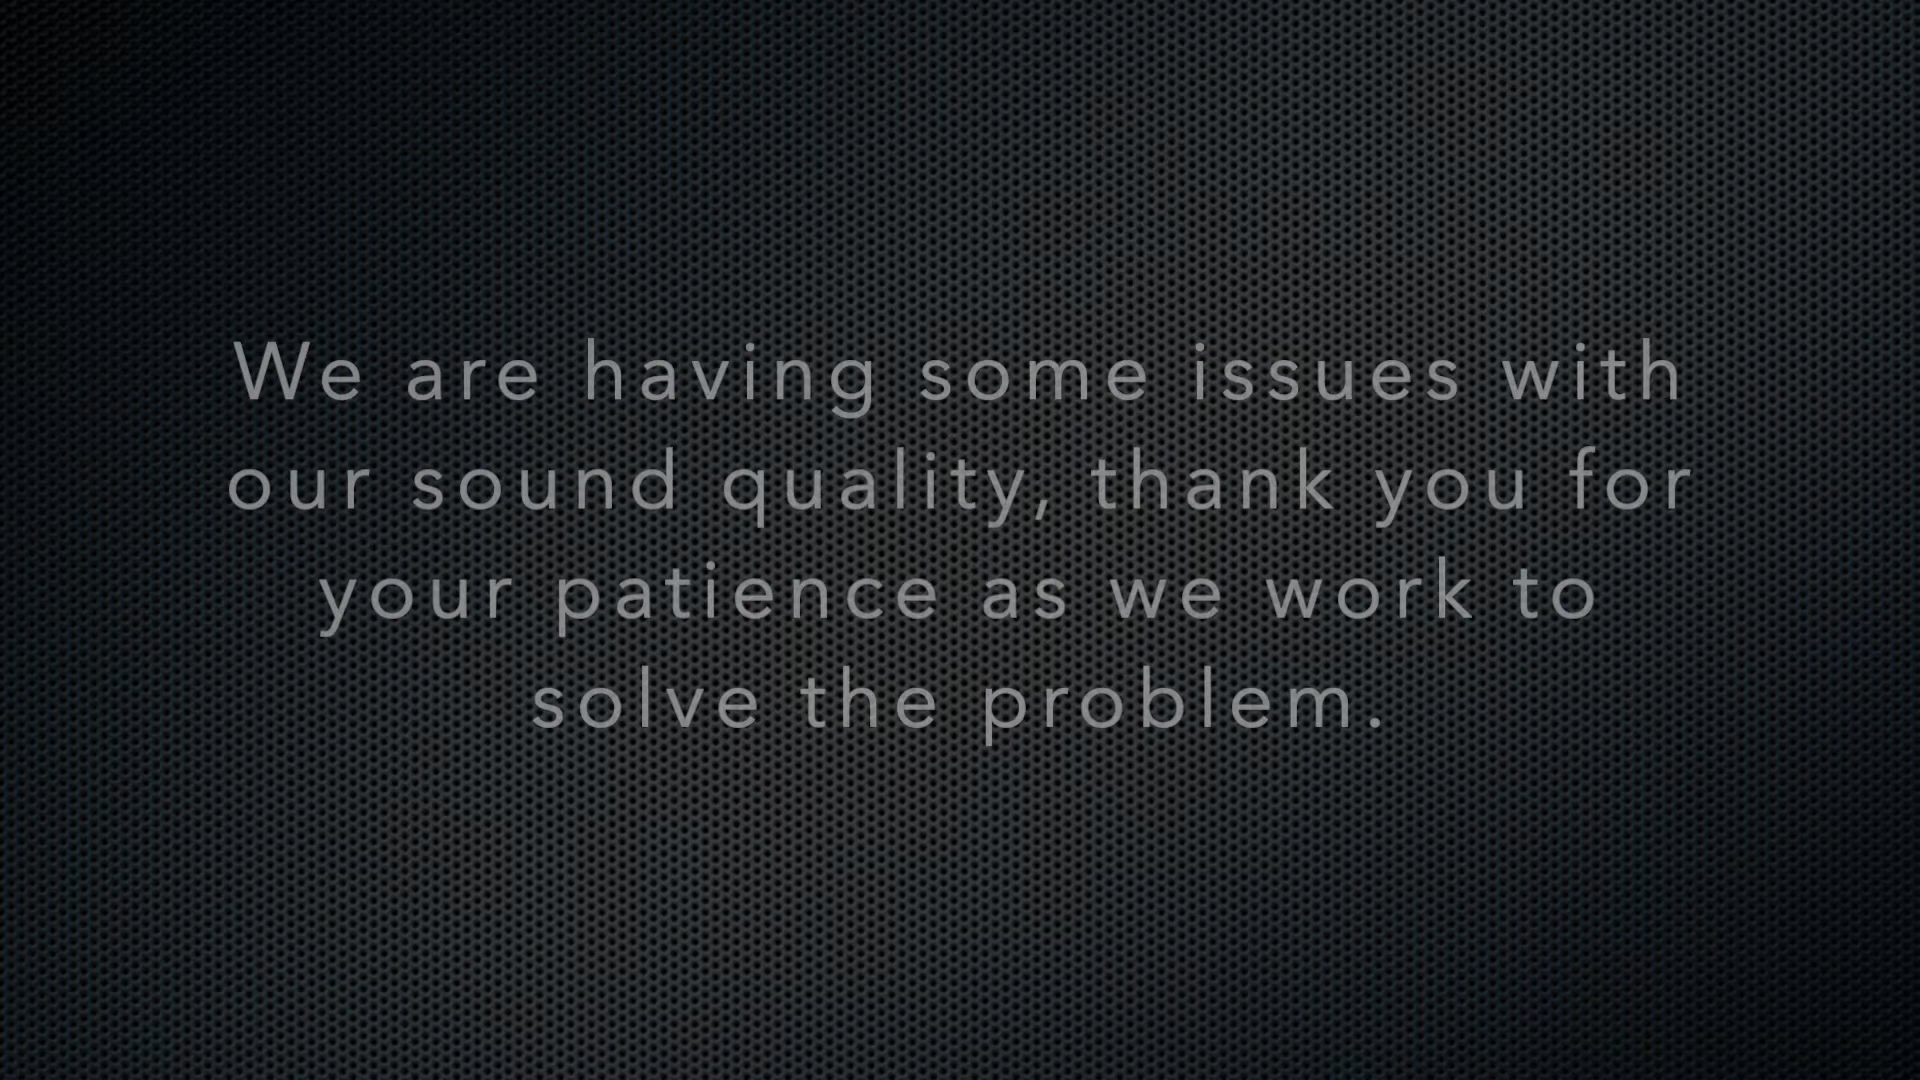 We are having some issues with
our sound quality, thank you for
your patience as we work to
solve the problem.